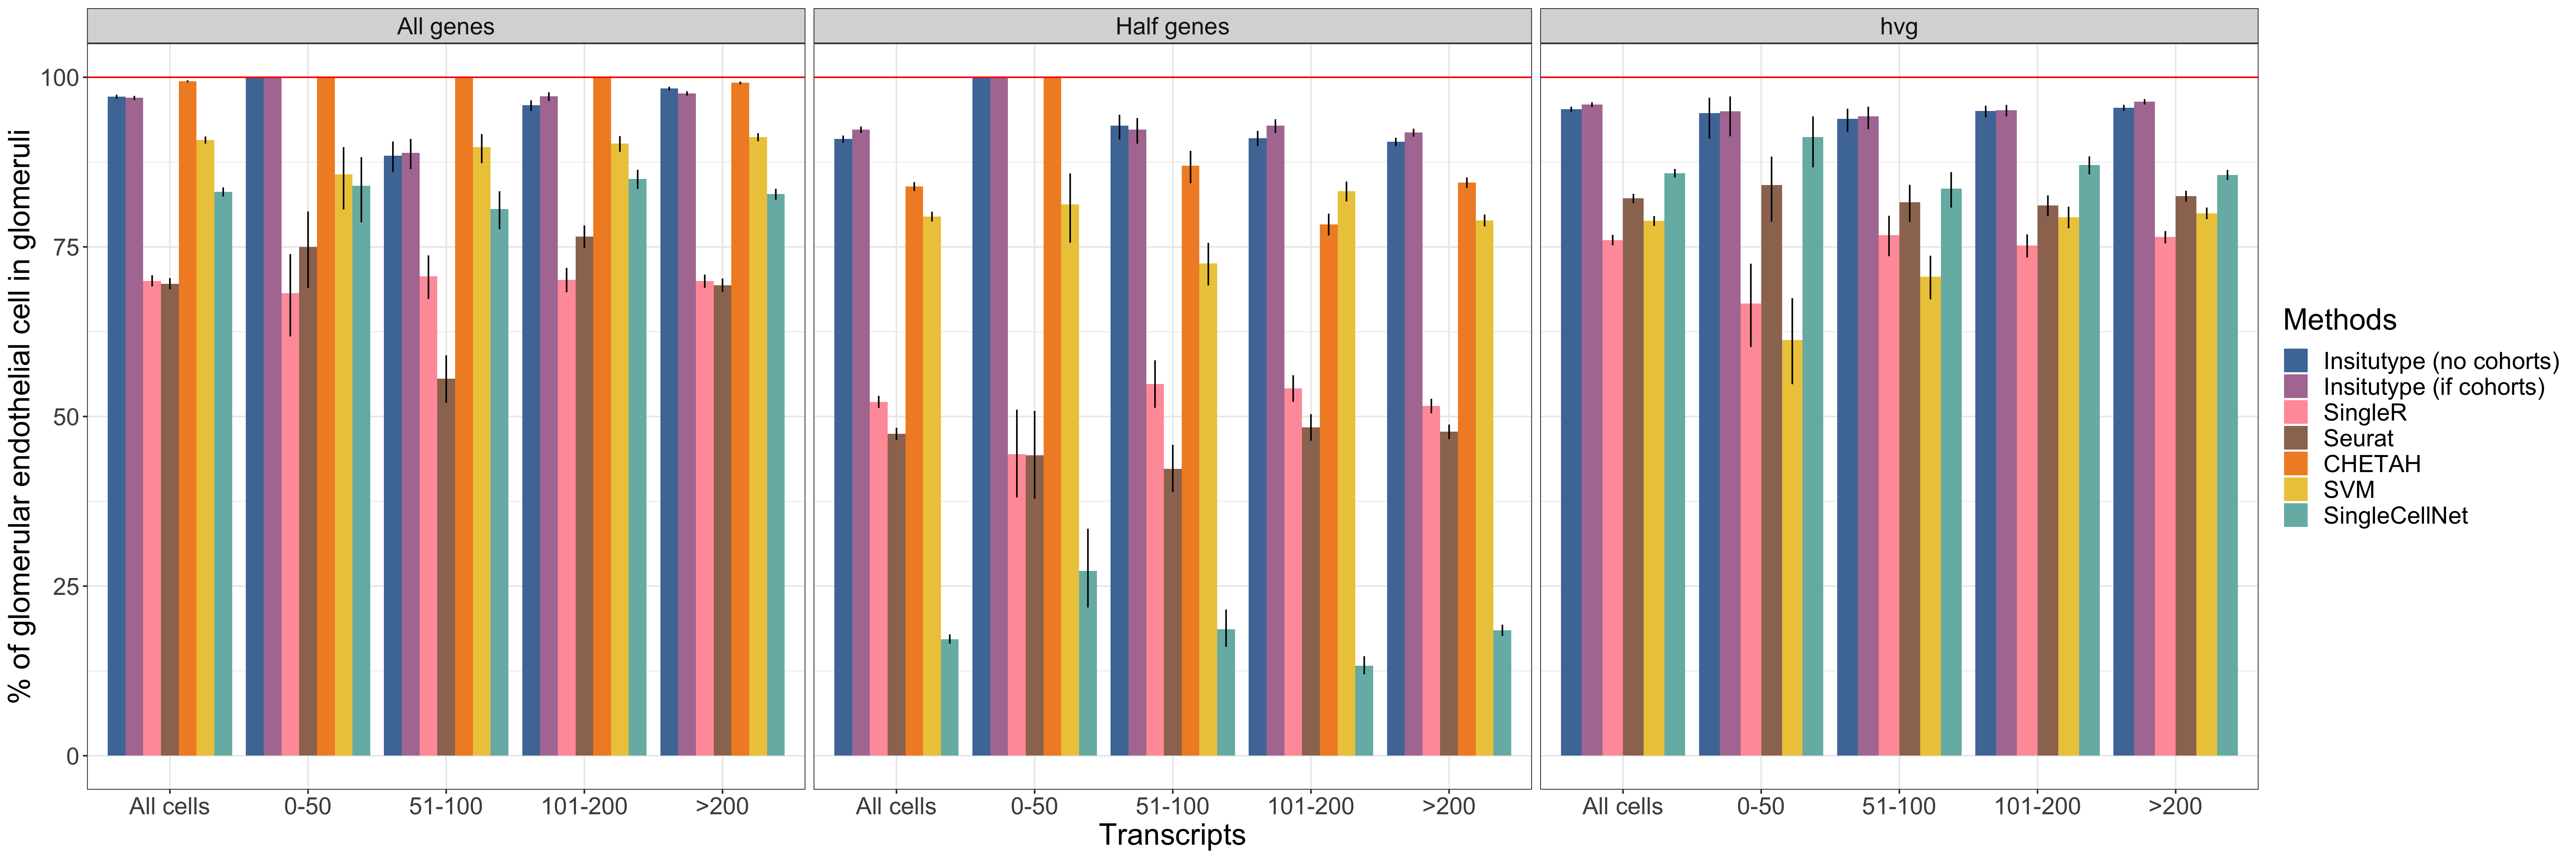 All genes
Half genes
hvg
% of glomerular endothelial cell in glomeruli
100
75
50
25
0
All cells 0-50 51-100 101-200 >200
All cells 0-50 51-100 101-200 >200
All cells 0-50 51-100 101-200 >200
Transcripts
Methods
Insitutype (no cohorts)
Insitutype (if cohorts)
SingleR
Seurat
CHETAH
SVM
SingleCellNet